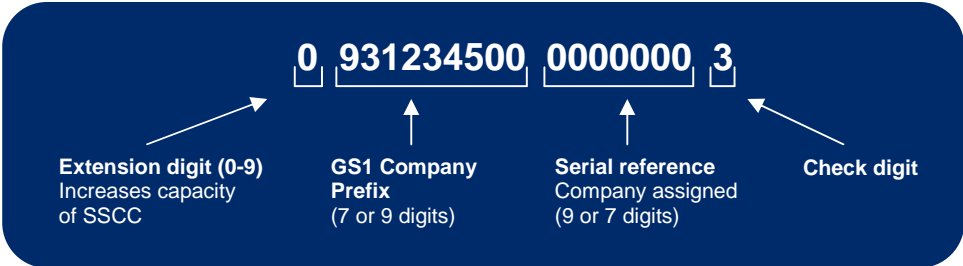 0 931234500 0000000 3
Extension digit (0-9)
Increases capacity
of SSCC
GS1 Company
Prefix
(7 or 9 digits)
Serial reference
Company assigned
(9 or 7 digits)
Check digit